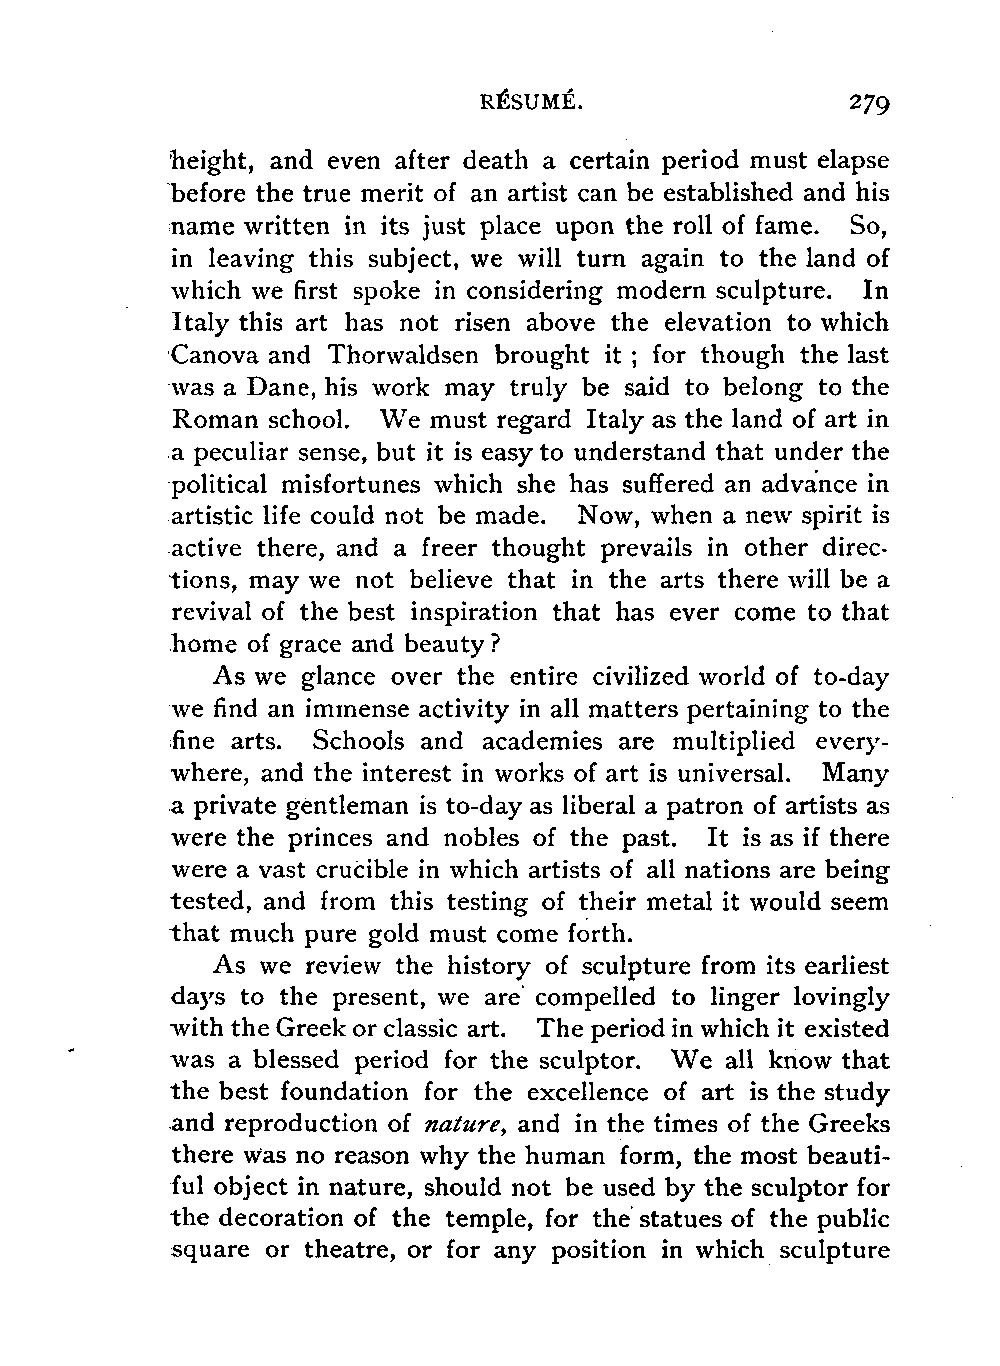 RÉSUMÉ. 279
height, and even after death a certain period must elapse
before the true merit of an artist can be established and his
name written in its just place upon the roll of fame. So,
in leaving this subject, we will turn again to the land of
which we first spoke in considering modern sculpture. In
Italy this art has not risen above the elevation to which
Canova and Thorwaldsen brought it ; for though the last
was a Dane, his work may truly be said to belong to the
Roman school. We must regard Italy as the land of art in
a peculiar sense, but it is easy to understand that under the
political misfortunes which she has suffered an advance in
artistic life could not be made. Now, when a new spirit is
active there, and a freer thought prevails in other direc-
tions, may we not believe that in the arts there will be a
revival of the best inspiration that has ever come to that
home of grace and beauty ?
As we glance over the entire civilized world of to-day
we find an immense activity in all matters pertaining to the
fine arts. Schools and academies are multiplied every-
where, and the interest in works of art is universal. Many
a private gentleman is to-day as liberal a patron of artists as
were the princes and nobles of the past. It is as if there
were a vast crucible in which artists of all nations are being
tested, and from this testing of their metal it would seem
that much pure gold must come forth.
As we review the history of sculpture from its earliest
days to the present, we are compelled to linger lovingly
with the Greek or classic art. The period in which it existed
was a blessed period for the sculptor. We all know that
the best foundation for the excellence of art is the study
and reproduction of nature, and in the times of the Greeks
there was no reason why the human form, the most beauti-
ful object in nature, should not be used by the sculptor for
the decoration of the temple, for the statues of the public
square or theatre, or for any position in which sculpture